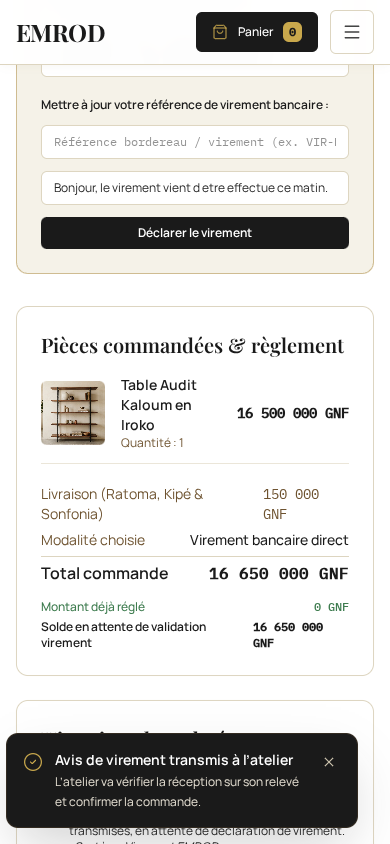 EMROD
Panier 0
Mettre à jour votre référence de virement bancaire :
Référence bordereau / virement (ex. VIR-
Bonjour, le virement vient d etre effectue ce matin.
Déclarer le virement
Pièces commandées & règlement
Table Audit
Kaloum en
Iroko
16 500 000 GNF
Quantité : 1
Livraison (Ratoma, Kipé &
Sonfonia)
150 000
GNF
Modalité choisie Virement bancaire direct
Total commande 16 650 000 GNF
Montant déjà réglé 0 GNF
Solde en attente de validation
virement
16 650 000
GNF
Avis de virement transmis à l'atelier
L'atelier va vérifier la réception sur son relevé
et confirmer la commande.
transmises, en attente de déclaration de virement.